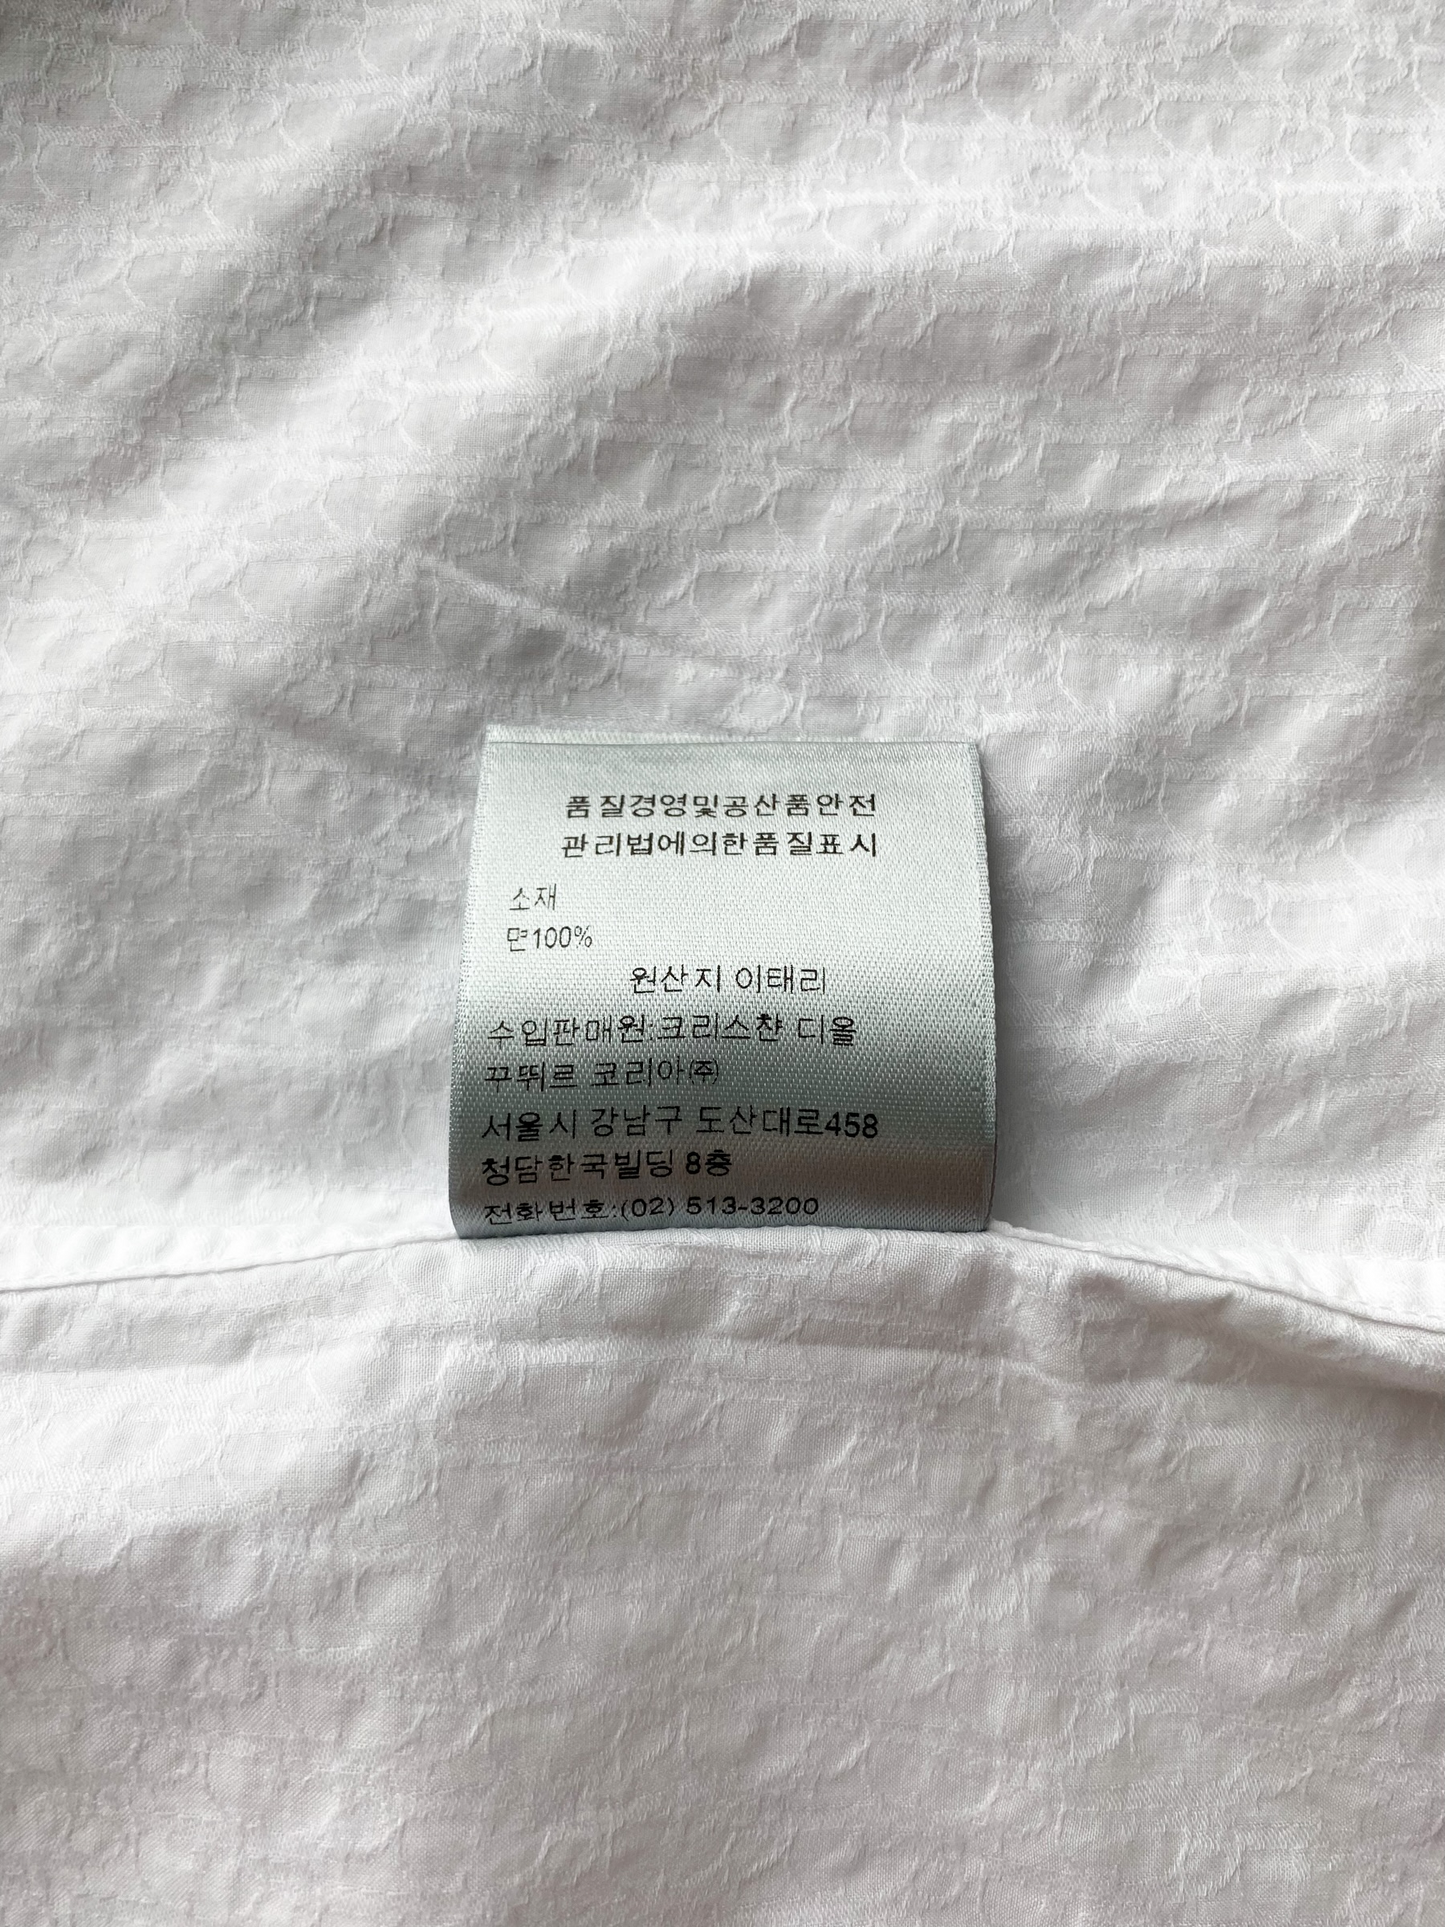 품질경영및공산품안전
관리법에의한품질표시
소재
면100%
원산지 이태리
수입판매원:크리스챤 디올
꾸뛰르 코리아㈜
서울시 강남구 도산대로458
청담한국빌딩 8층
전화번호:(02) 513-3200